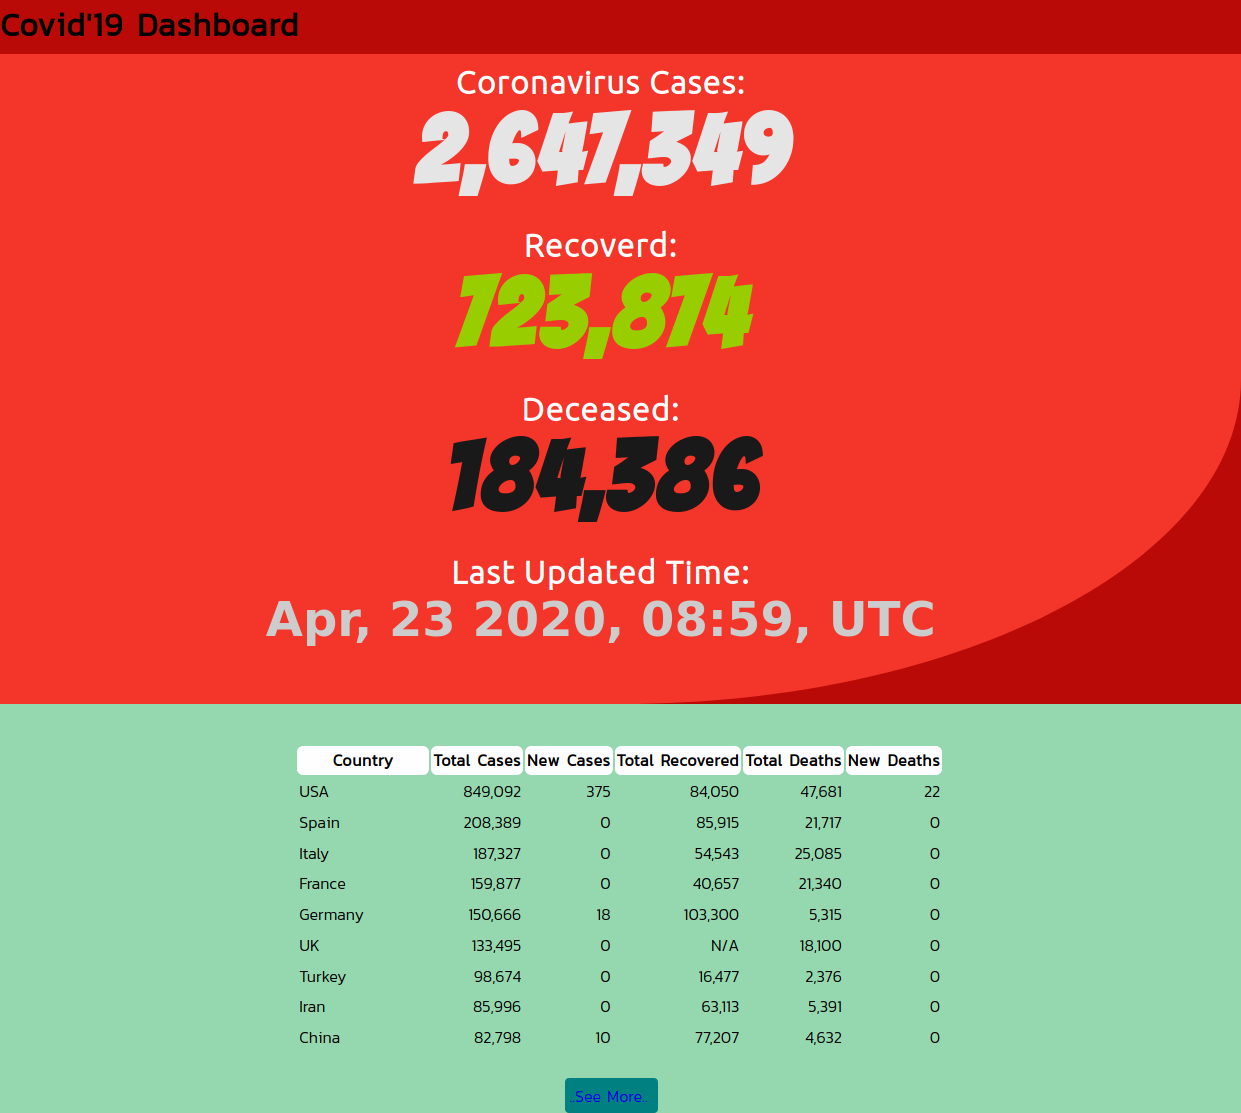 Covid'19 Dashboard
Coronavirus Cases:
2,647,349
Recoverd:
723,874
Deceased:
184,386
Last Updated Time:
Apr, 23 2020, 08:59, UTC
Country Total Cases New Cases Total Recovered Total Deaths New Deaths
USA 849,092 375 84,050 47,681 22
Spain 208,389 0 85,915 21,717 0
Italy 187,327 0 54,543 25,085 0
France 159,877 0 40,657 21,340 0
Germany 150,666 18 103,300 5,315 0
UK 133,495 0 N/A 18,100 0
Turkey 98,674 0 16,477 2,376 0
Iran 85,996 0 63,113 5,391 0
China 82,798 10 77,207 4,632 0
..See More..